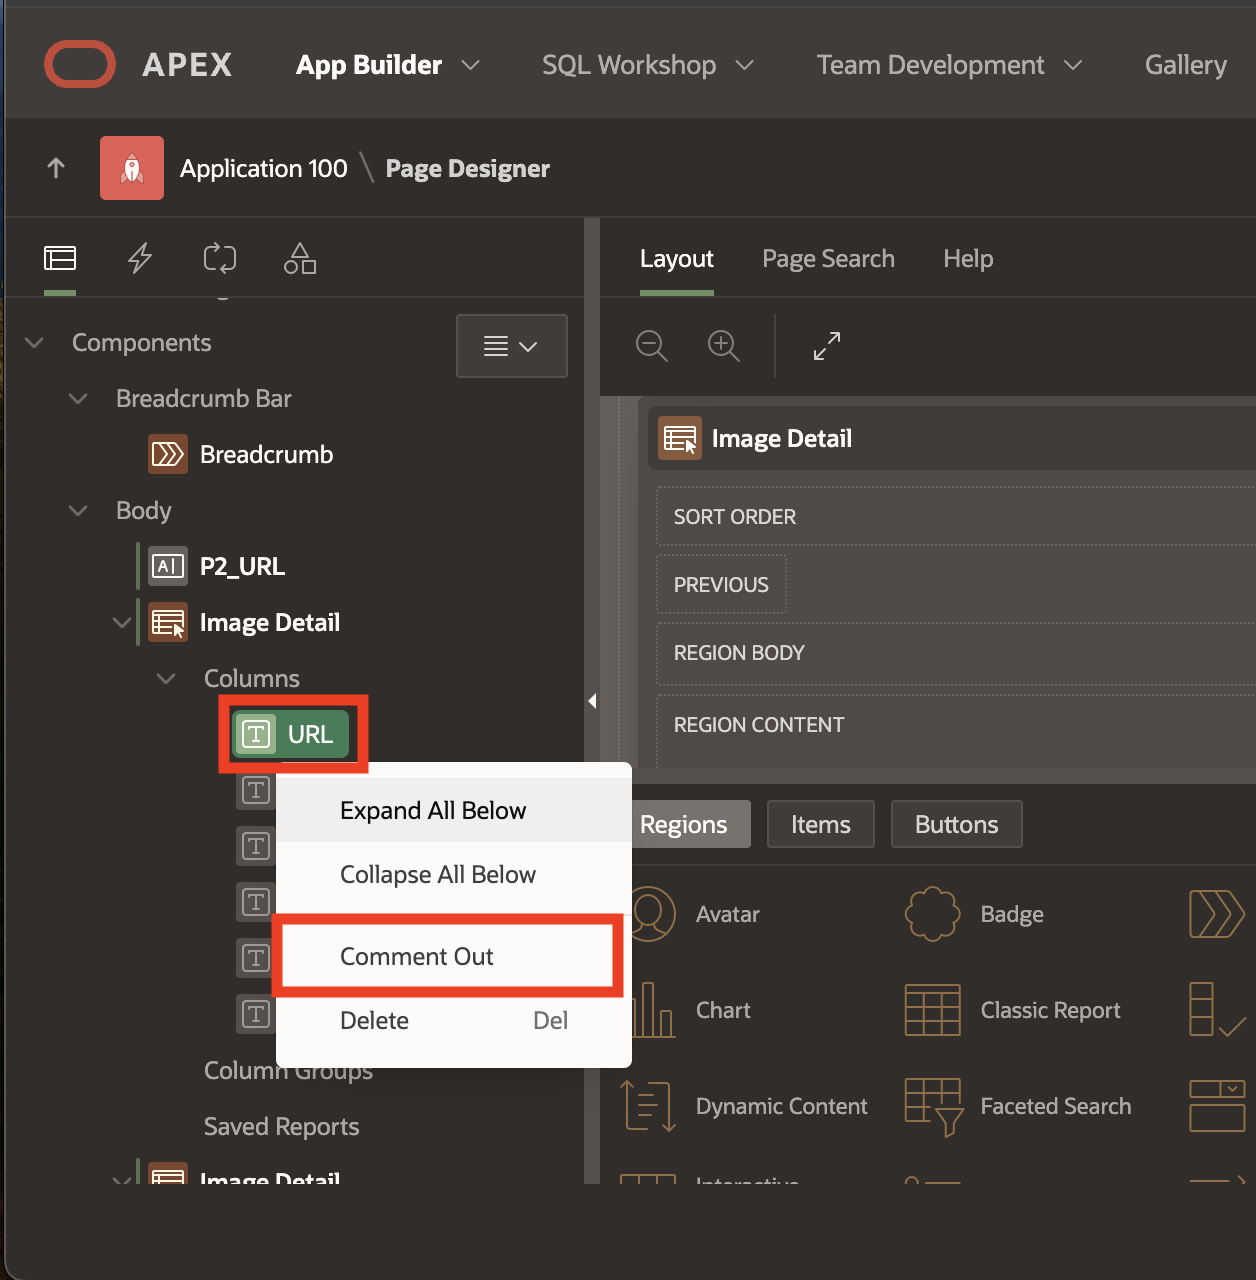 APEX App Builder SQL Workshop Team Development Gallery
Application 100 \ Page Designer
Layout Page Search Help
Components
Breadcrumb Bar
Breadcrumb
Body
P2_URL
Image Detail
Columns
URL
Expand All Below
Collapse All Below
Comment Out
Delete Del
Column Groups
Saved Reports
Image Detail
Image Detail
SORT ORDER
PREVIOUS
REGION BODY
REGION CONTENT
Regions Items Buttons
Avatar Badge
Chart Classic Report
Dynamic Content Faceted Search
Interactive